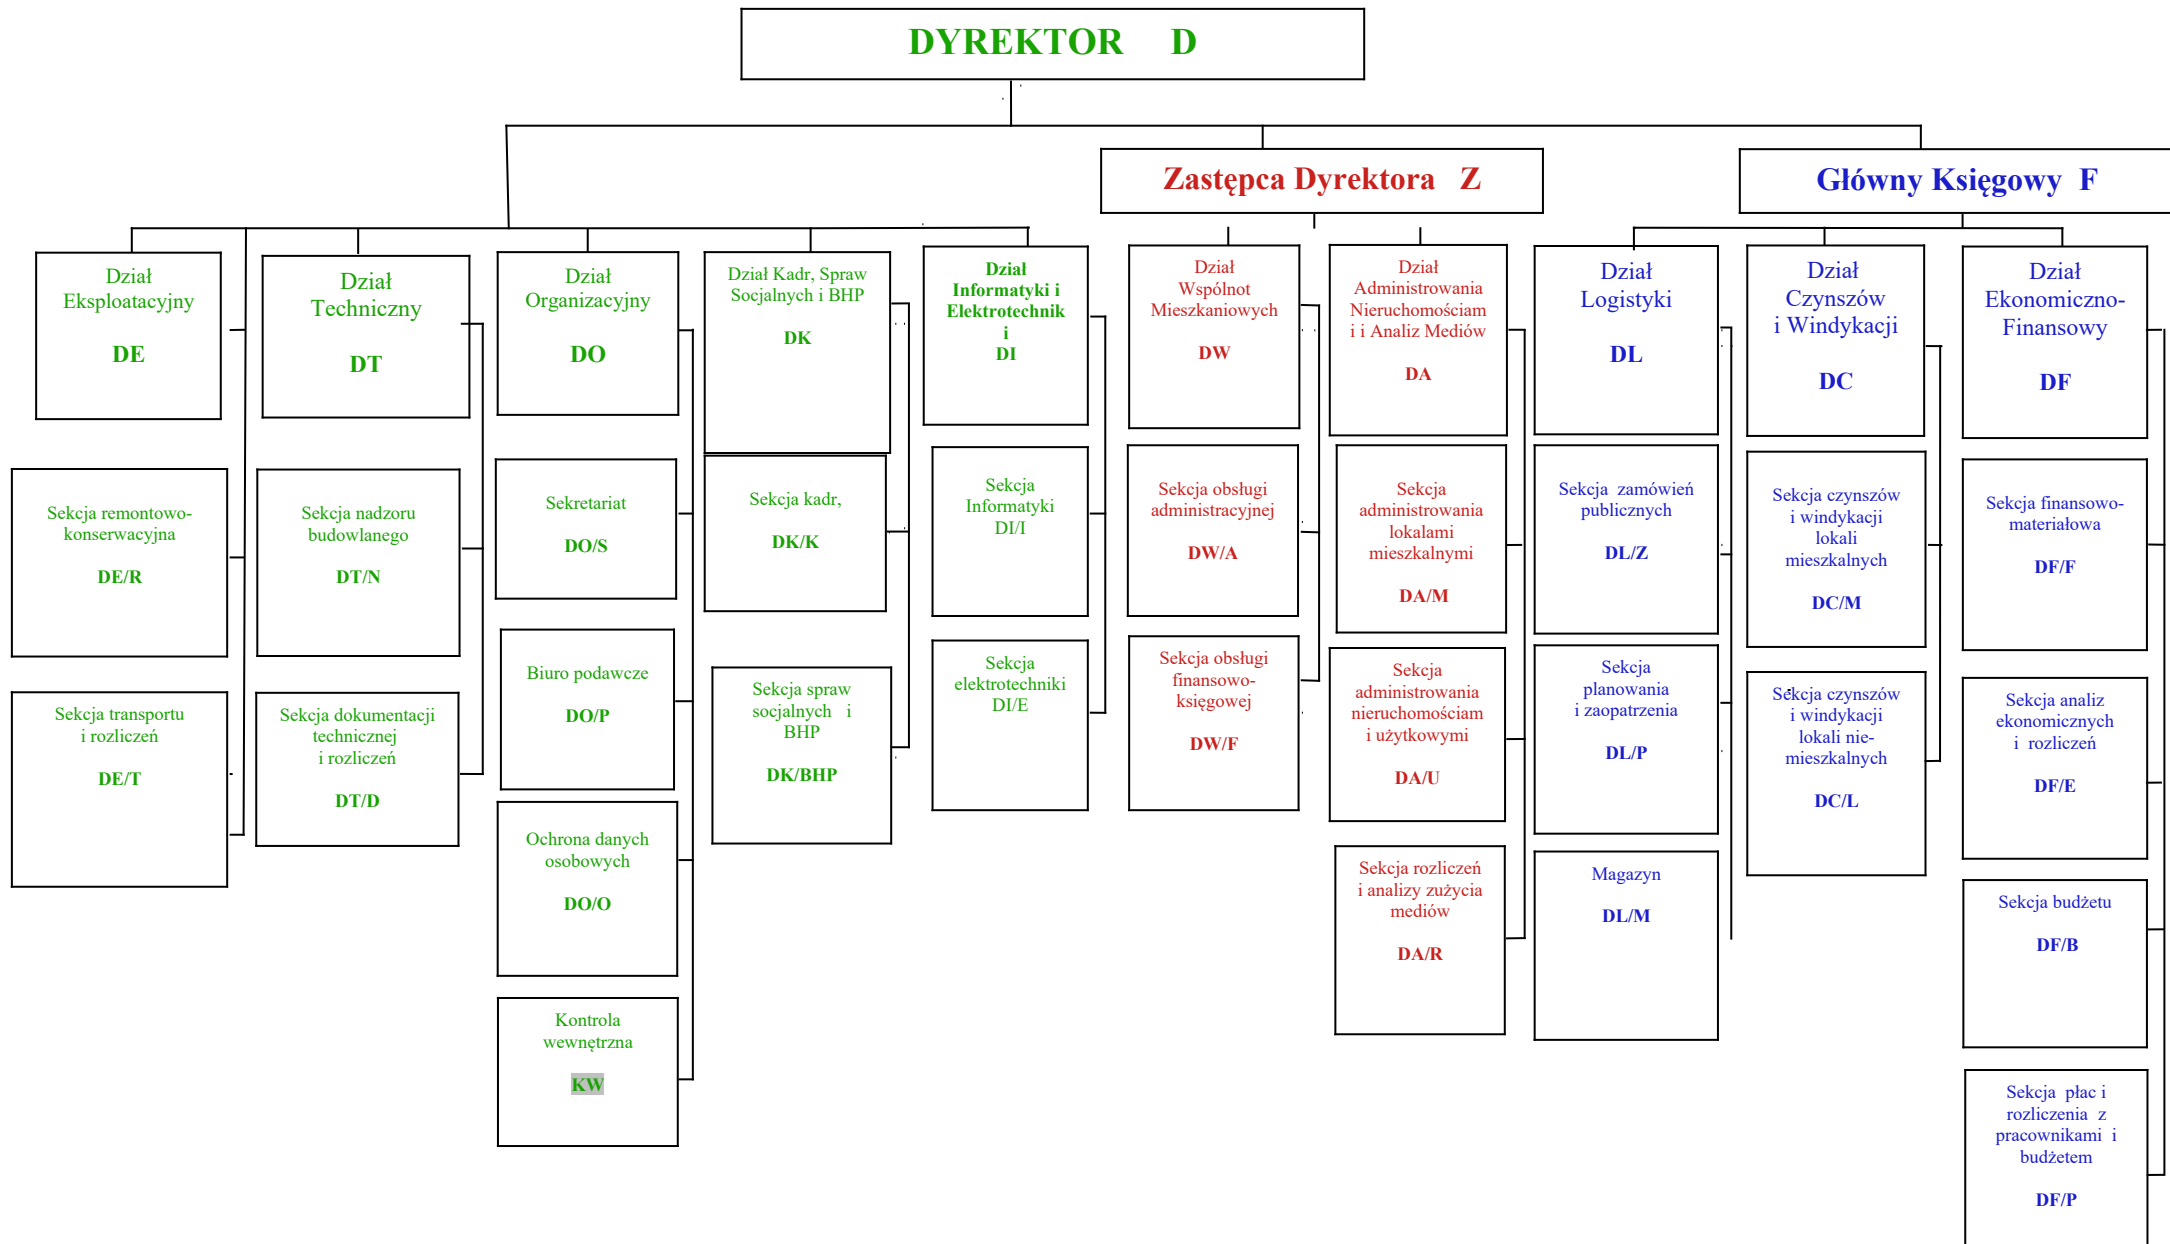 DYREKTOR D
Zastępca Dyrektora Z
Główny Księgowy F
Dział
Eksploatacyjny
DE
Dział
Techniczny
DT
Dział
Organizacyjny
DO
Dział Kadr, Spraw
Socjalnych i BHP
DK
Dział
Informatyki i
Elektrotechnik
i
DI
Dział
Wspólnot
Mieszkaniowych
DW
Dział
Administrowania
Nieruchomościam
i i Analiz Mediów
DA
Dział
Logistyki
DL
Dział
Czynszów
i Windykacji
DC
Dział
Ekonomiczno-
Finansowy
DF
Sekcja remontowo-
konserwacyjna
DE/R
Sekcja nadzoru
budowlanego
DT/N
Sekretariat
DO/S
Sekcja kadr,
DK/K
Sekcja
Informatyki
DI/I
Sekcja obsługi
administracyjnej
DW/A
Sekcja
administrowania
lokalami
mieszkalnymi
DA/M
Sekcja zamówień
publicznych
DL/Z
Sekcja czynszów
i windykacji
lokali
mieszkalnych
DC/M
Sekcja finansowo-
materiałowa
DF/F
Sekcja transportu
i rozliczeń
DE/T
Sekcja dokumentacji
technicznej
i rozliczeń
DT/D
Biuro podawcze
DO/P
Sekcja spraw
socjalnych i
BHP
DK/BHP
Sekcja
elektrotechniki
DI/E
Sekcja obsługi
finansowo-
księgowej
DW/F
Sekcja
administrowania
nieruchomościam
i użytkowymi
DA/U
Sekcja
planowania
i zaopatrzenia
DL/P
Sekcja czynszów
i windykacji
lokali nie-
mieszkalnych
DC/L
Sekcja analiz
ekonomicznych
i rozliczeń
DF/E
Ochrona danych
osobowych
DO/O
Sekcja rozliczeń
i analizy zużycia
mediów
DA/R
Magazyn
DL/M
Sekcja budżetu
DF/B
Kontrola
wewnętrzna
KW
Sekcja płac i
rozliczenia z
pracownikami i
budżetem
DF/P